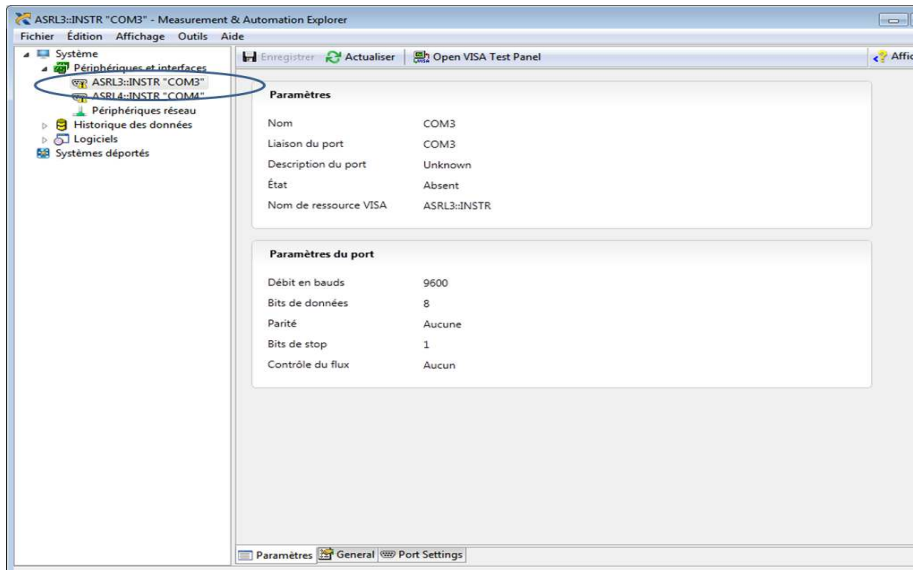 ASRL3::INSTR "COM3" - Measurement & Automation Explorer
Fichier Édition Affichage Outils Aide
Système
Périphériques et interfaces
ASRL3::INSTR "COM3"
ASRL4::INSTR "COM4"
Périphériques réseau
Historique des données
Logiciels
Systèmes déportés
Enregistrer Actualiser Open VISA Test Panel Affic
Paramètres
Nom COM3
Liaison du port COM3
Description du port Unknown
État Absent
Nom de ressource VISA ASRL3::INSTR
Paramètres du port
Débit en bauds 9600
Bits de données 8
Parité Aucune
Bits de stop 1
Contrôle du flux Aucun
Paramètres General Port Settings